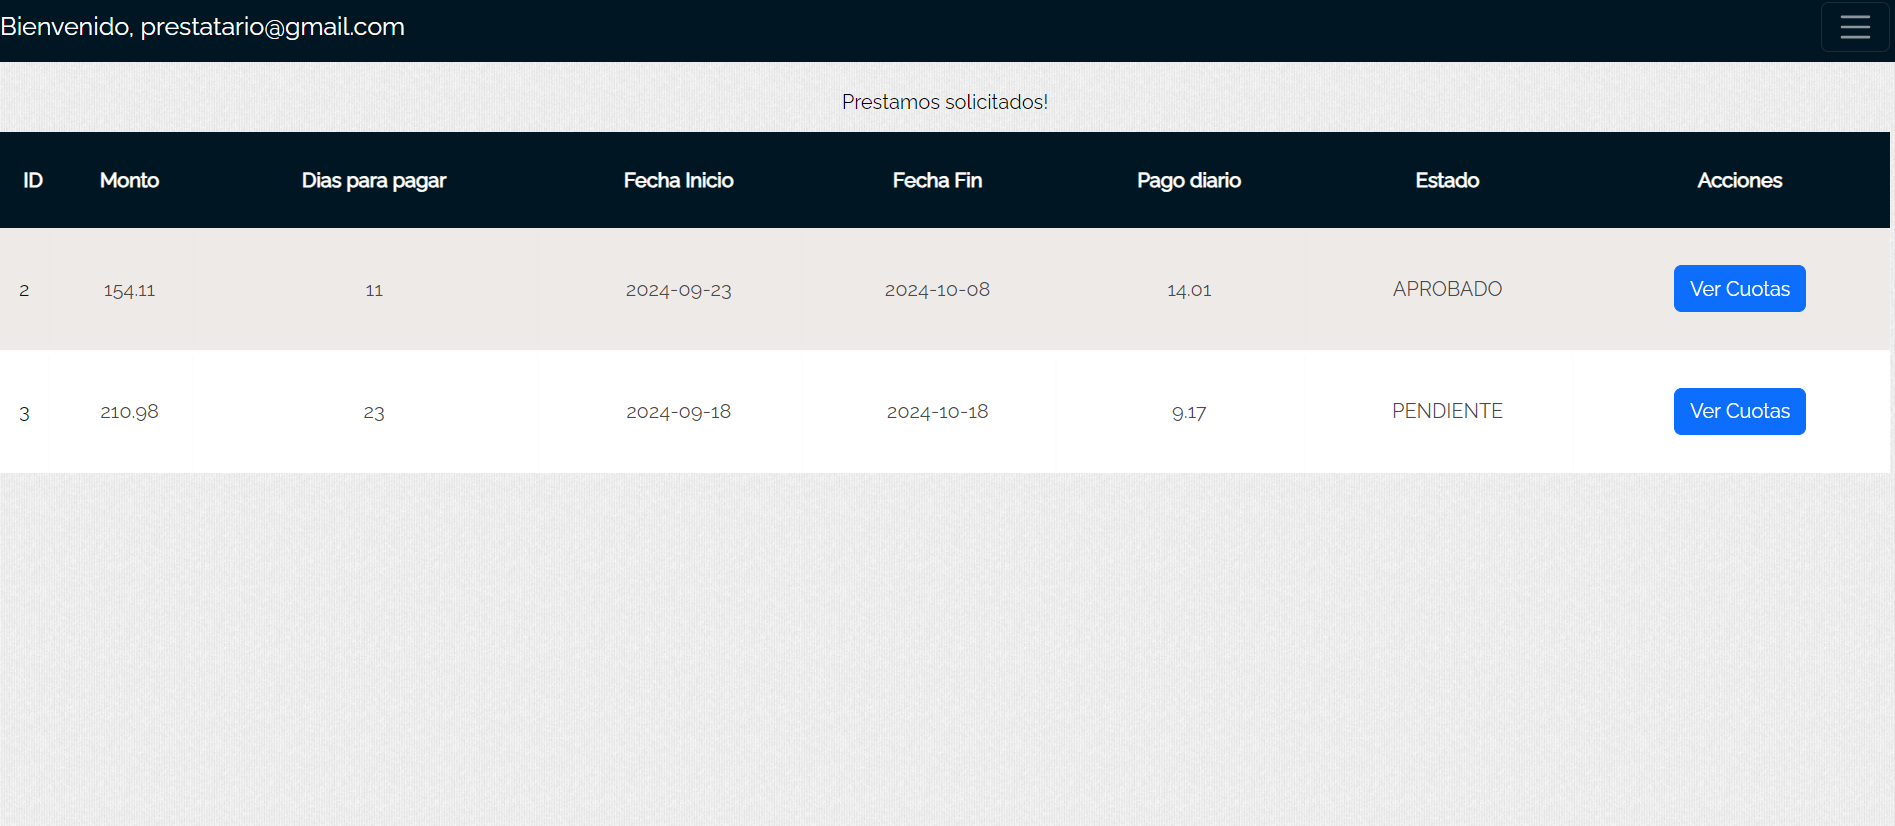 Bienvenido, prestatario@gmail.com
Prestamos solicitados!
ID Monto Dias para pagar Fecha Inicio Fecha Fin Pago diario Estado Acciones
2 154.11 11 2024-09-23 2024-10-08 14.01 APROBADO Ver Cuotas
3 210.98 23 2024-09-18 2024-10-18 9.17 PENDIENTE Ver Cuotas